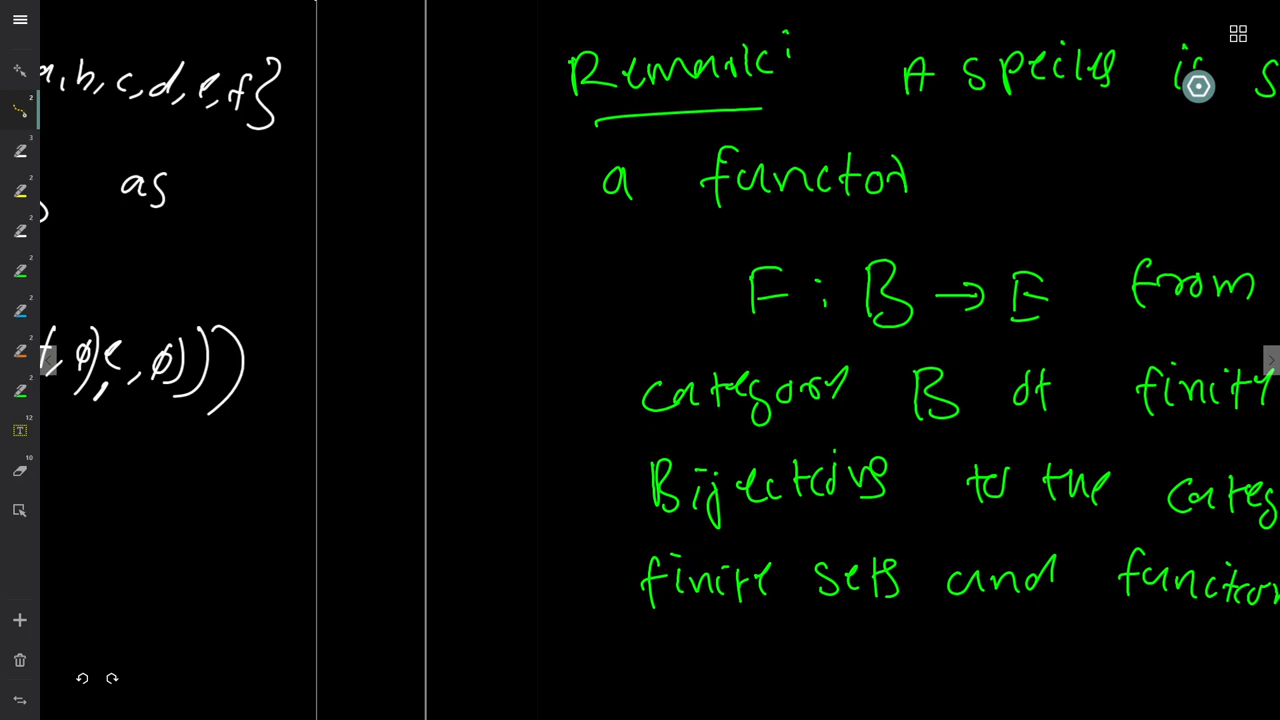 a, b, c, d, e, f}
as
f, ϕ), e, ϕ)))
Remark: A species is s
a functor
F : B → E from
category B of finite
Bijections to the categ
finite sets and function